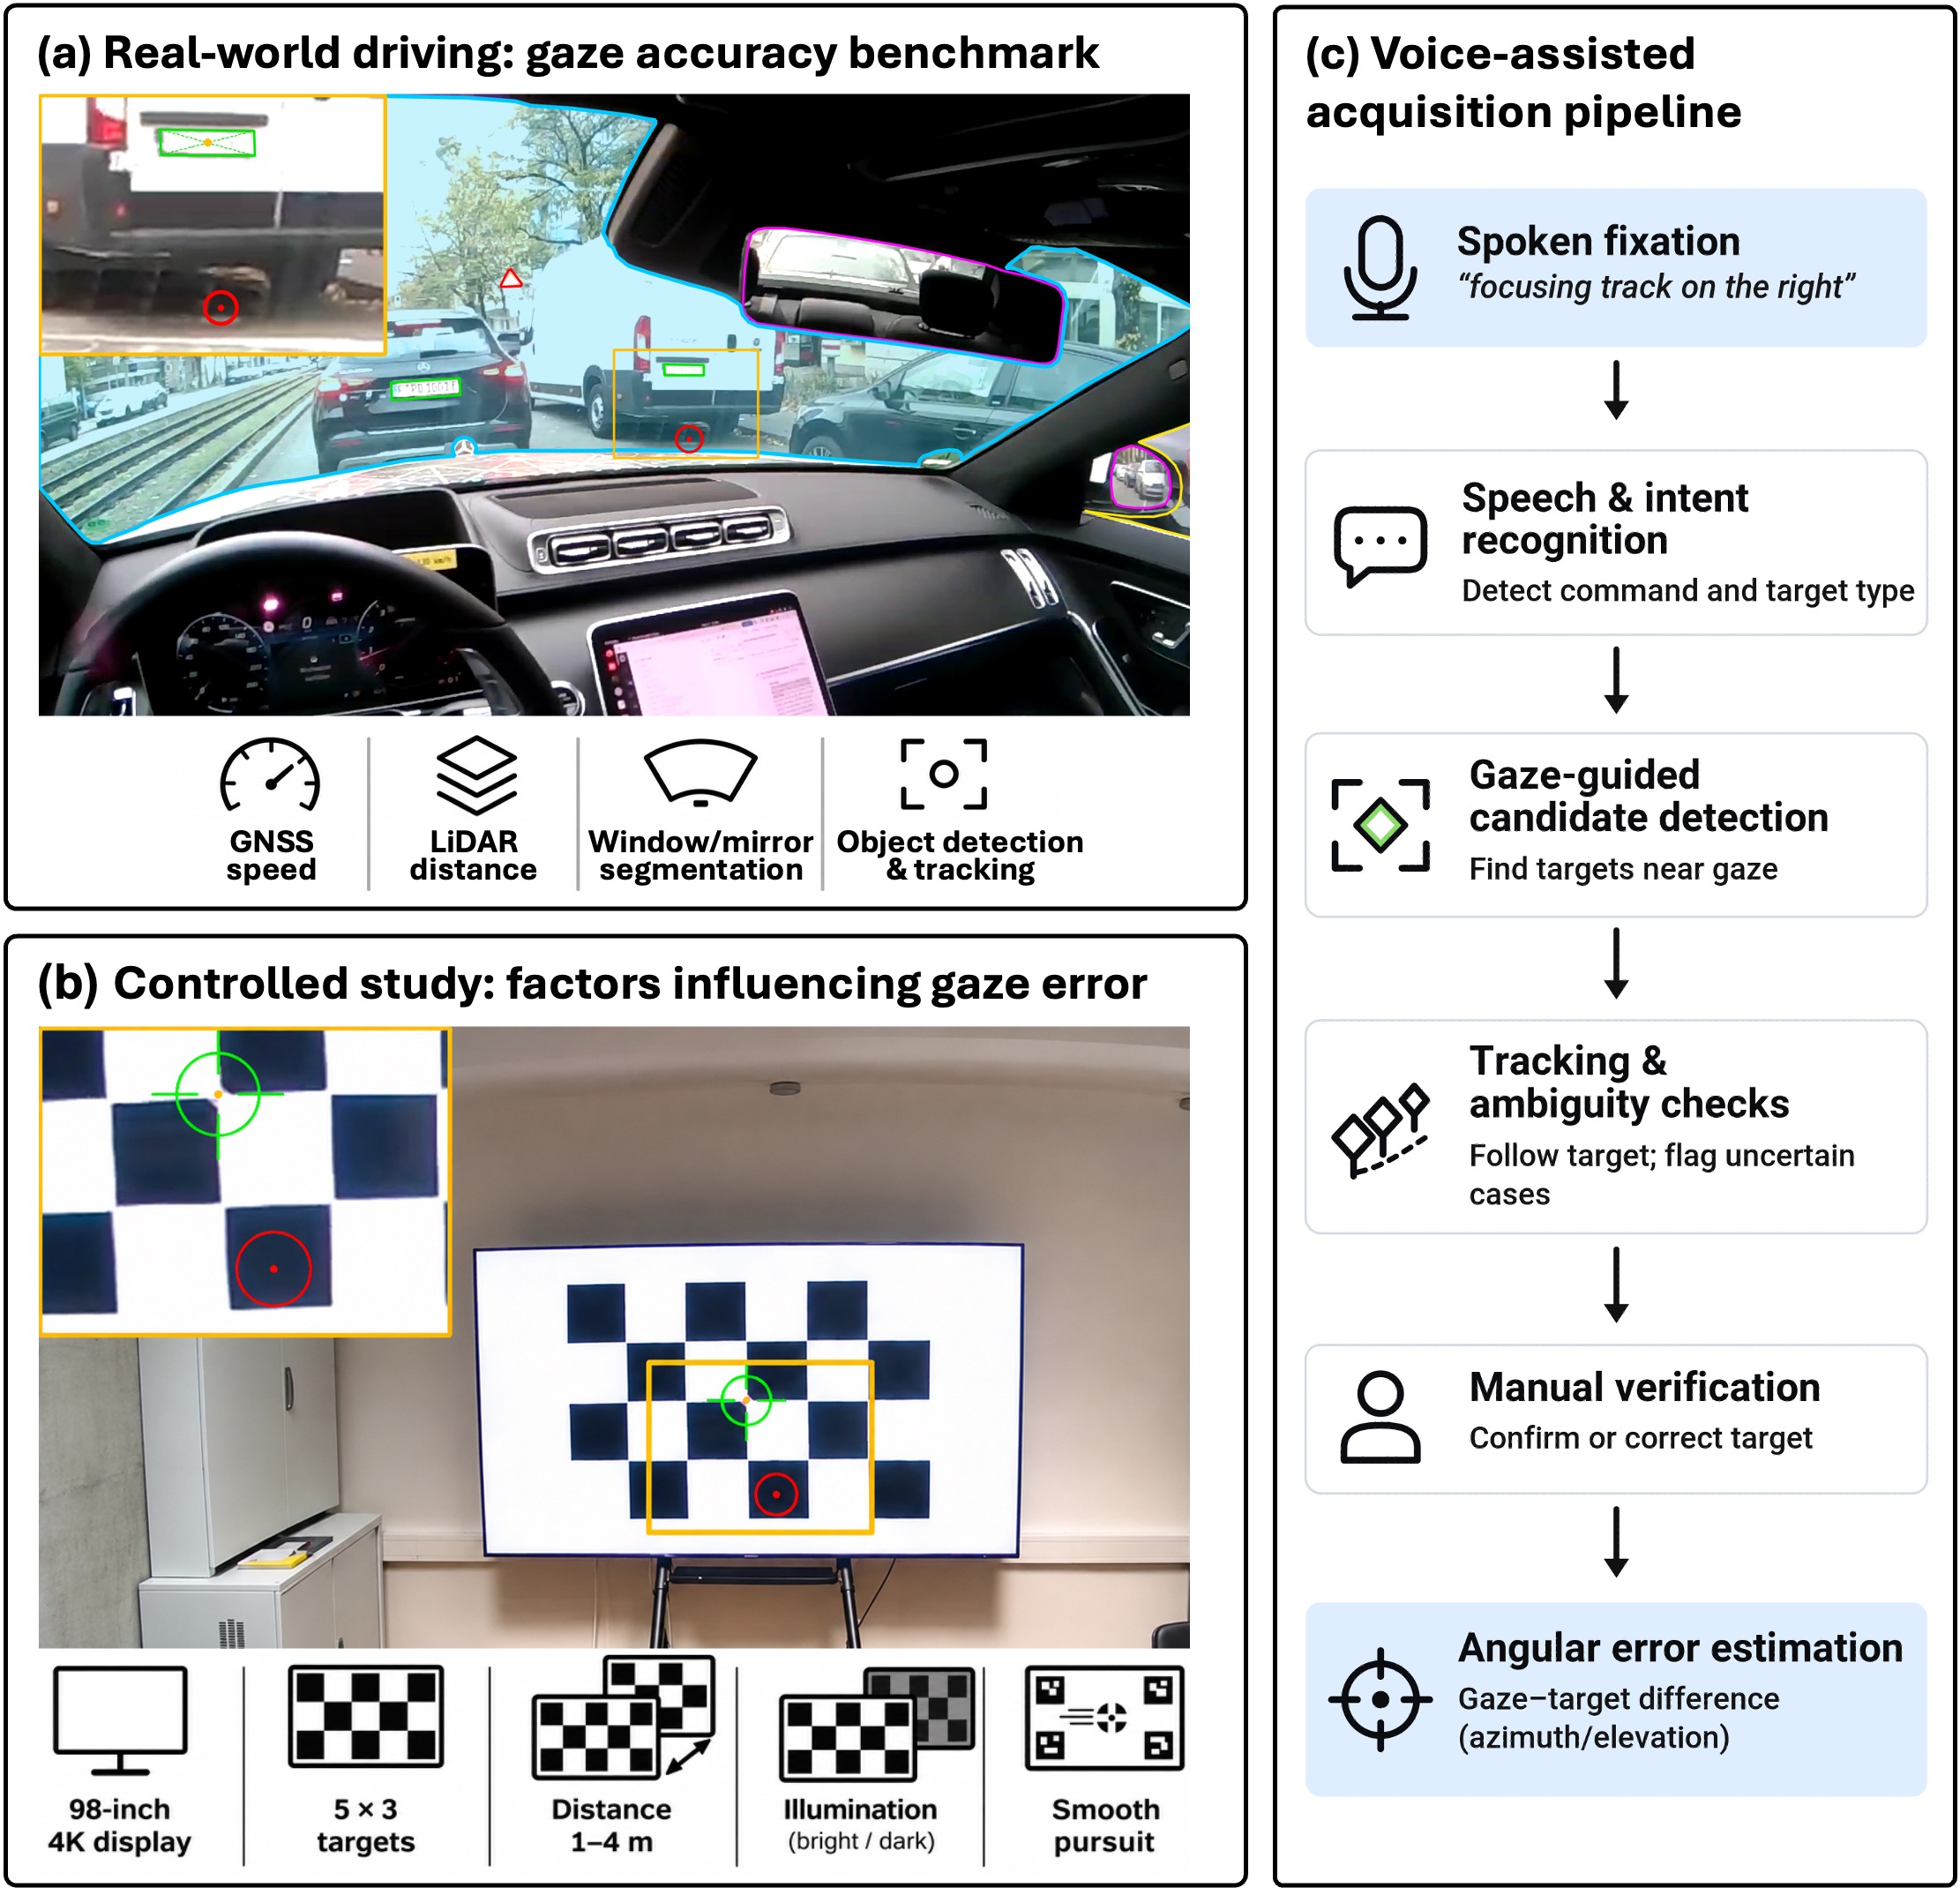 (a) Real-world driving: gaze accuracy benchmark
GNSS
speed
LiDAR
distance
Window/mirror
segmentation
Object detection
& tracking
(b) Controlled study: factors influencing gaze error
98-inch
4K display
5 × 3
targets
Distance
1–4 m
Illumination
(bright / dark)
Smooth
pursuit
(c) Voice-assisted
acquisition pipeline
Spoken fixation
“focusing track on the right”
Speech & intent
recognition
Detect command and target type
Gaze-guided
candidate detection
Find targets near gaze
Tracking &
ambiguity checks
Follow target; flag uncertain
cases
Manual verification
Confirm or correct target
Angular error estimation
Gaze–target difference
(azimuth/elevation)